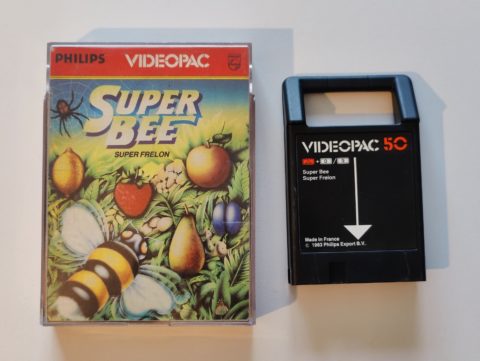 PHILIPS VIDEOPAC
SUPER
BEE
SUPER FRELON
VIDEOPAC 50
Super Bee
Super Frelon
Made in France
© 1983 Philips Export B.V.